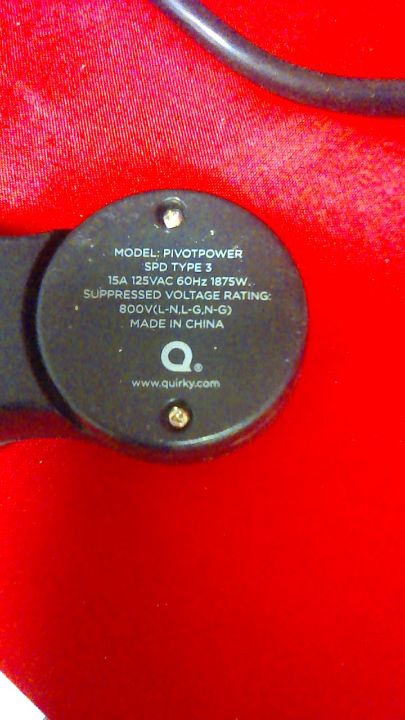 MODEL: PIVOTPOWER
SPD TYPE 3
15A 125VAC 60Hz 1875W.
SUPPRESSED VOLTAGE RATING:
800V(L-N,L-G,N-G)
MADE IN CHINA
Q®
www.quirky.com